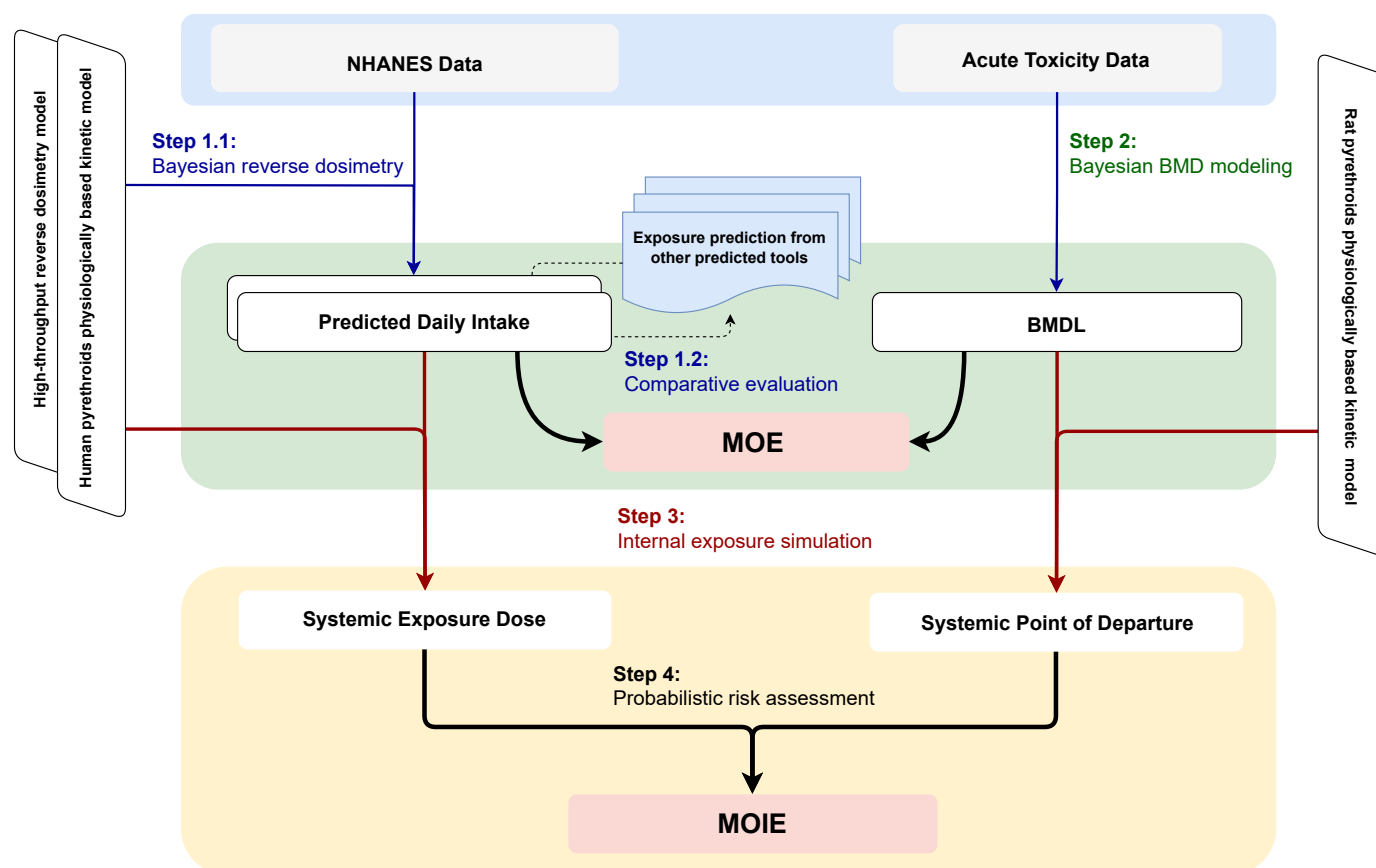 NHANES Data
Acute Toxicity Data
High-throughput reverse dosimetry model
Human pyrethroids physiologically based kinetic model
Rat pyrethroids physiologically based kinetic model
Step 1.1:
Bayesian reverse dosimetry
Step 2:
Bayesian BMD modeling
Exposure prediction from
other predicted tools
Predicted Daily Intake
BMDL
Step 1.2:
Comparative evaluation
MOE
Step 3:
Internal exposure simulation
Systemic Exposure Dose
Systemic Point of Departure
Step 4:
Probabilistic risk assessment
MOIE